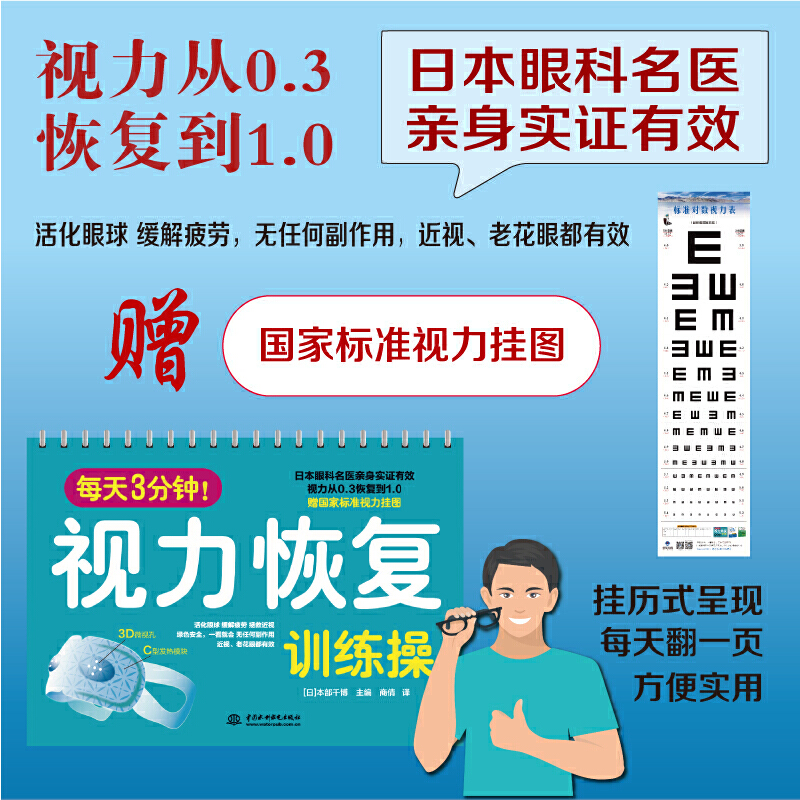 视力从0.3
恢复到1.0
日本眼科名医
亲身实证有效
活化眼球 缓解疲劳，无任何副作用，近视、老花眼都有效
赠
国家标准视力挂图
标准对数视力表
E
每天3分钟！
日本眼科名医亲身实证有效
视力从0.3恢复到1.0
赠国家标准视力挂图
视力恢复
训练操
活化眼球 缓解疲劳 拯救近视
绿色安全，一看就会 无任何副作用
近视、老花眼都有效
3D微视孔
C型发热模块
[日]本部千博 主编 商倩 译
中国水利水电出版社
www.waterpub.com.cn
挂历式呈现
每天翻一页
方便实用